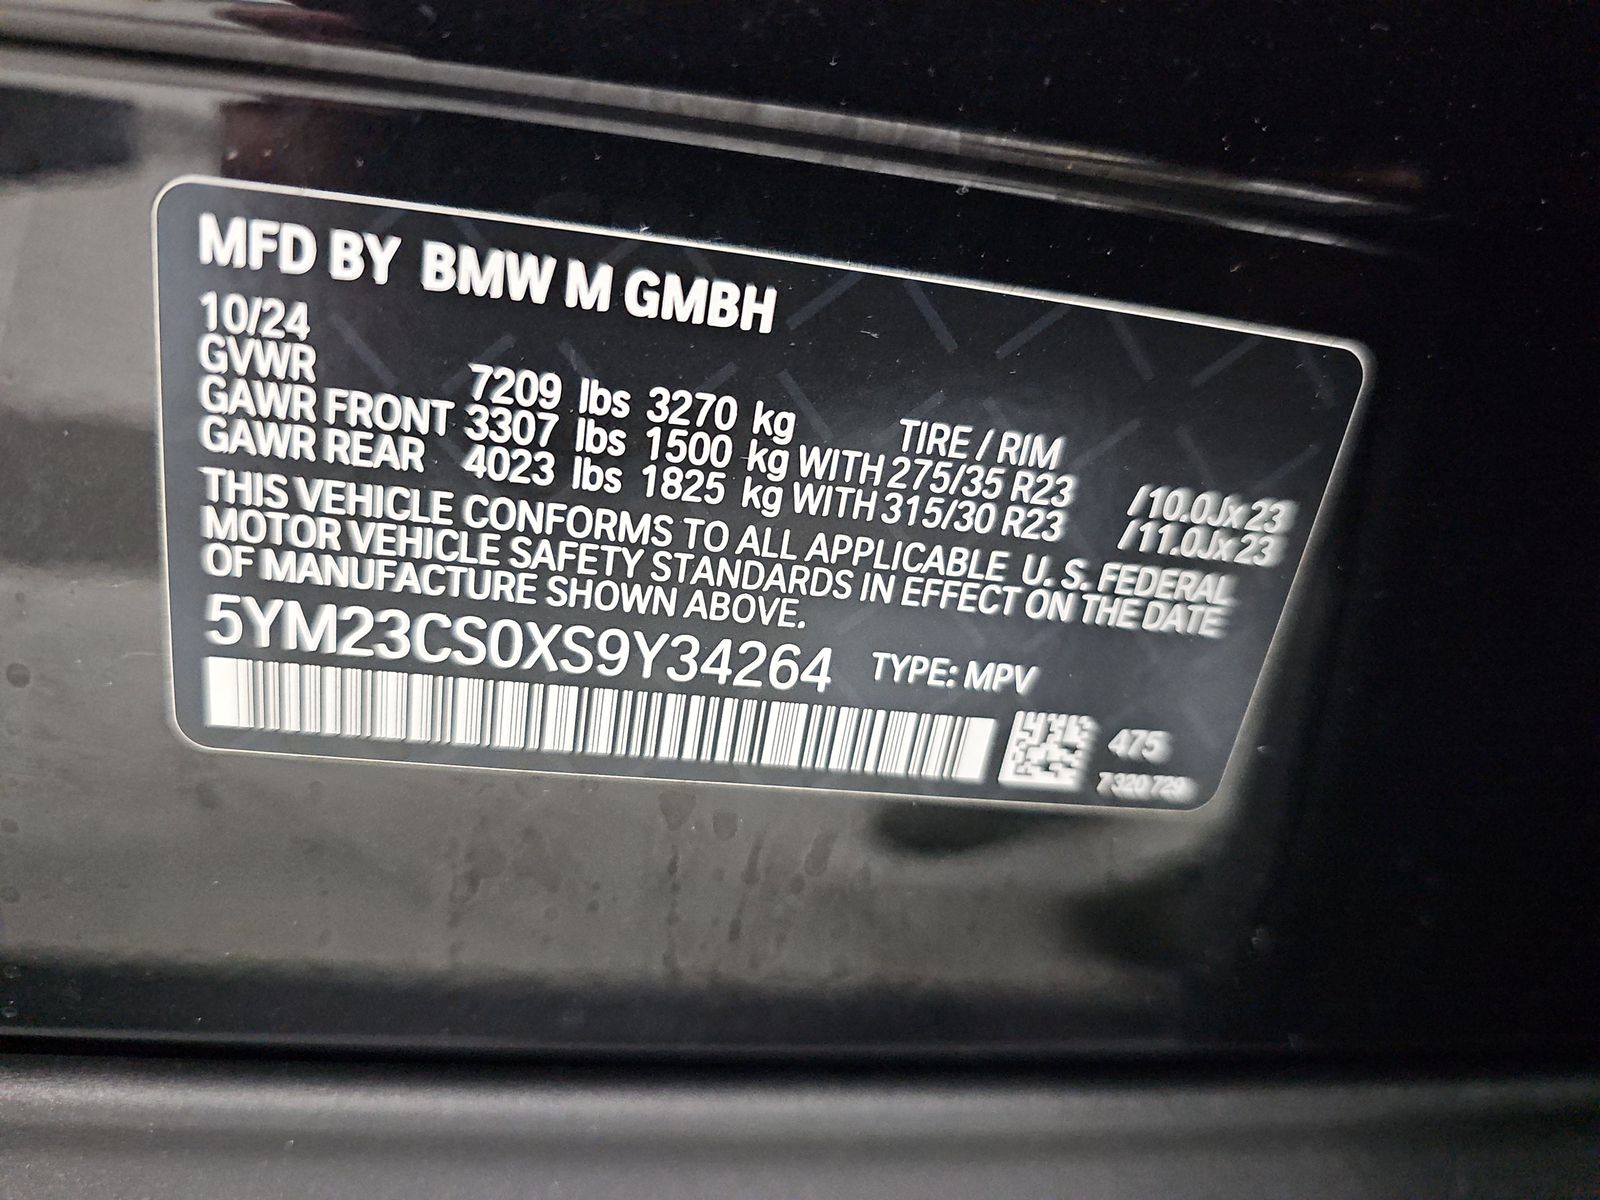 MFD BY BMW M GMBH
10/24
GVWR 7209 lbs 3270 kg TIRE / RIM
GAWR FRONT 3307 lbs 1500 kg WITH 275/35 R23 /10.0Jx23
GAWR REAR 4023 lbs 1825 kg WITH 315/30 R23 /11.0Jx23
THIS VEHICLE CONFORMS TO ALL APPLICABLE U. S. FEDERAL
MOTOR VEHICLE SAFETY STANDARDS IN EFFECT ON THE DATE
OF MANUFACTURE SHOWN ABOVE.
5YM23CS0XS9Y34264 TYPE: MPV
475
7 320 729